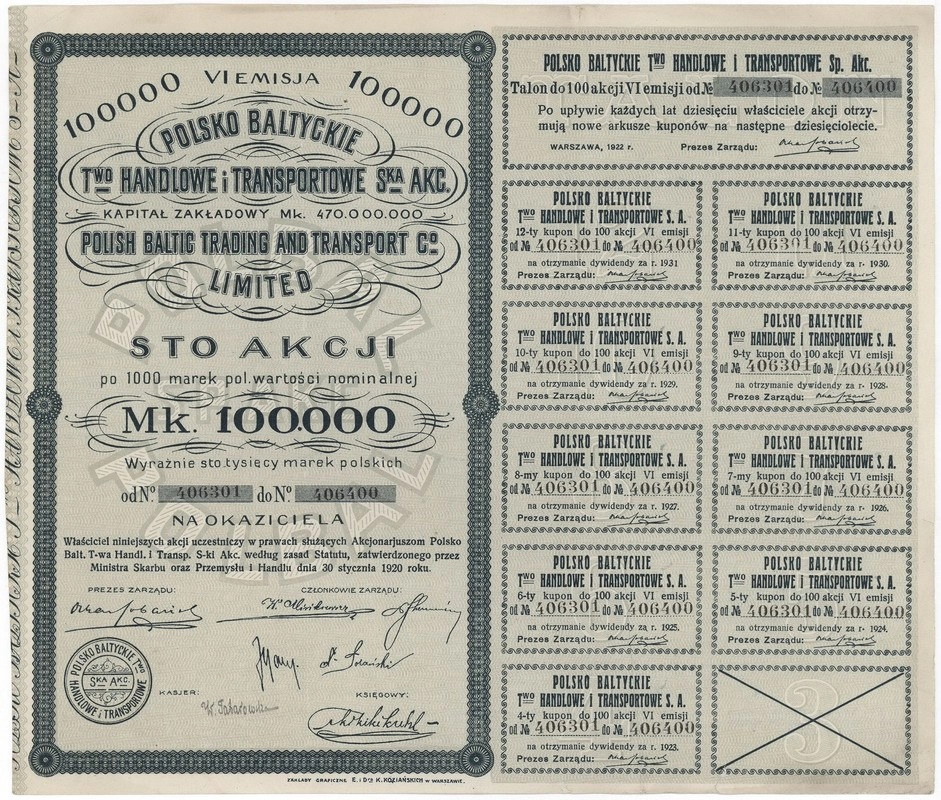 100000 VI EMISJA 100000
POLSKO BALTYCKIE
TWO HANDLOWE i TRANSPORTOWE SKA AKC.
KAPITAŁ ZAKŁADOWY Mk. 470.000.000
POLISH BALTIC TRADING AND TRANSPORT Co
LIMITED
STO AKCJI
po 1000 marek pol. wartości nominalnej
Mk. 100.000
Wyraźnie sto tysięcy marek polskich
od No 406301 do No 406400
NA OKAZICIELA
Właściciel niniejszych akcji uczestniczy w prawach służących Akcjonarjuszom Polsko
Balt. T-wa Handl. i Transp. S-ki Akc. według zasad Statutu, zatwierdzonego przez
Ministra Skarbu oraz Przemysłu i Handlu dnia 30 stycznia 1920 roku.
PREZES ZARZĄDU: CZŁONKOWIE ZARZĄDU:
POLSKO BALTYCKIE TWO
SKA AKC.
HANDLOWE i TRANSPORTOWE
KASJER: KSIĘGOWY:
ZAKŁADY GRAFICZNE E. i Dra K. KOZIAŃSKICH w WARSZAWIE.
POLSKO BALTYCKIE TWO HANDLOWE I TRANSPORTOWE Sp. Akc.
Talon do 100 akcji VI emisji od № 406301 do № 406400
Po upływie każdych lat dziesięciu właściciele akcji otrzy-
mują nowe arkusze kuponów na następne dziesięciolecie.
WARSZAWA, 1922 r. Prezes Zarządu:
POLSKO BALTYCKIE
TWO HANDLOWE I TRANSPORTOWE S. A.
12-ty kupon do 100 akcji VI emisji
od № 406301 do № 406400
na otrzymanie dywidendy za r. 1931
Prezes Zarządu:
POLSKO BALTYCKIE
TWO HANDLOWE I TRANSPORTOWE S. A.
11-ty kupon do 100 akcji VI emisji
od № 406301 do № 406400
na otrzymanie dywidendy za r. 1930.
Prezes Zarządu:
POLSKO BALTYCKIE
TWO HANDLOWE I TRANSPORTOWE S. A.
10-ty kupon do 100 akcji VI emisji
od № 406301 do № 406400
na otrzymanie dywidendy za r. 1929.
Prezes Zarządu:
POLSKO BALTYCKIE
TWO HANDLOWE I TRANSPORTOWE S. A.
9-ty kupon do 100 akcji VI emisji
od № 406301 do № 406400
na otrzymanie dywidendy za r. 1928-
Prezes Zarządu:
POLSKO BALTYCKIE
TWO HANDLOWE I TRANSPORTOWE S. A.
8-my kupon do 100 akcji VI emisji
od № 406301 do № 406400
na otrzymanie dywidendy za r. 1927.
Prezes Zarządu:
POLSKO BALTYCKIE
TWO HANDLOWE I TRANSPORTOWE S. A.
7-my kupon do 100 akcji VI emisji
od № 406301 do № 406400
na otrzymanie dywidendy za r. 1926.
Prezes Zarządu:
POLSKO BALTYCKIE
TWO HANDLOWE I TRANSPORTOWE S. A.
6-ty kupon do 100 akcji VI emisji
od № 406301 do № 406400
na otrzymanie dywidendy za r. 1925.
Prezes Zarządu:
POLSKO BALTYCKIE
TWO HANDLOWE I TRANSPORTOWE S. A.
5-ty kupon do 100 akcji VI emisji
od № 406301 do № 406400
na otrzymanie dywidendy za r. 1924.
Prezes Zarządu:
POLSKO BALTYCKIE
TWO HANDLOWE I TRANSPORTOWE S. A.
4-ty kupon do 100 akcji VI emisji
od № 406301 do № 406400
na otrzymanie dywidendy za r. 1923.
Prezes Zarządu:
3